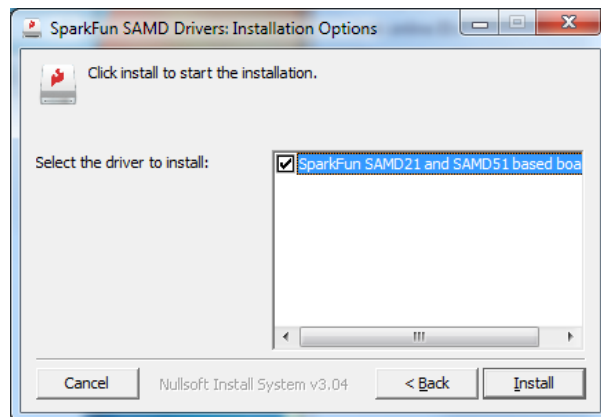 SparkFun SAMD Drivers: Installation Options
Click install to start the installation.
Select the driver to install:
SparkFun SAMD21 and SAMD51 based boa
Cancel
Nullsoft Install System v3.04
< Back
Install